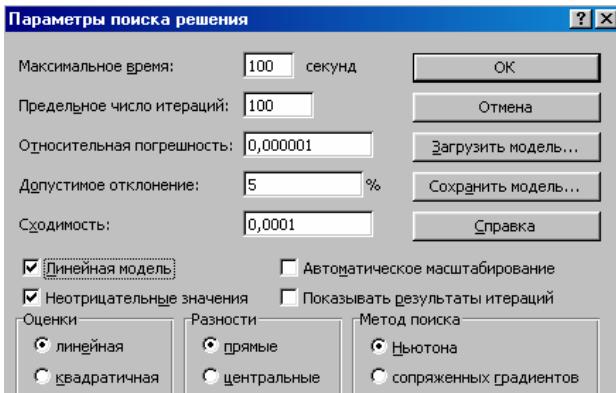 Параметры поиска решения
Максимальное время: 100 секунд OK
Предельное число итераций: 100 Отмена
Относительная погрешность: 0,000001 Загрузить модель...
Допустимое отклонение: 5 % Сохранить модель...
Сходимость: 0,0001 Справка
Линейная модель Автоматическое масштабирование
Неотрицательные значения Показывать результаты итераций
Оценки Разности Метод поиска
линейная прямые Ньютона
квадратичная центральные сопряженных градиентов